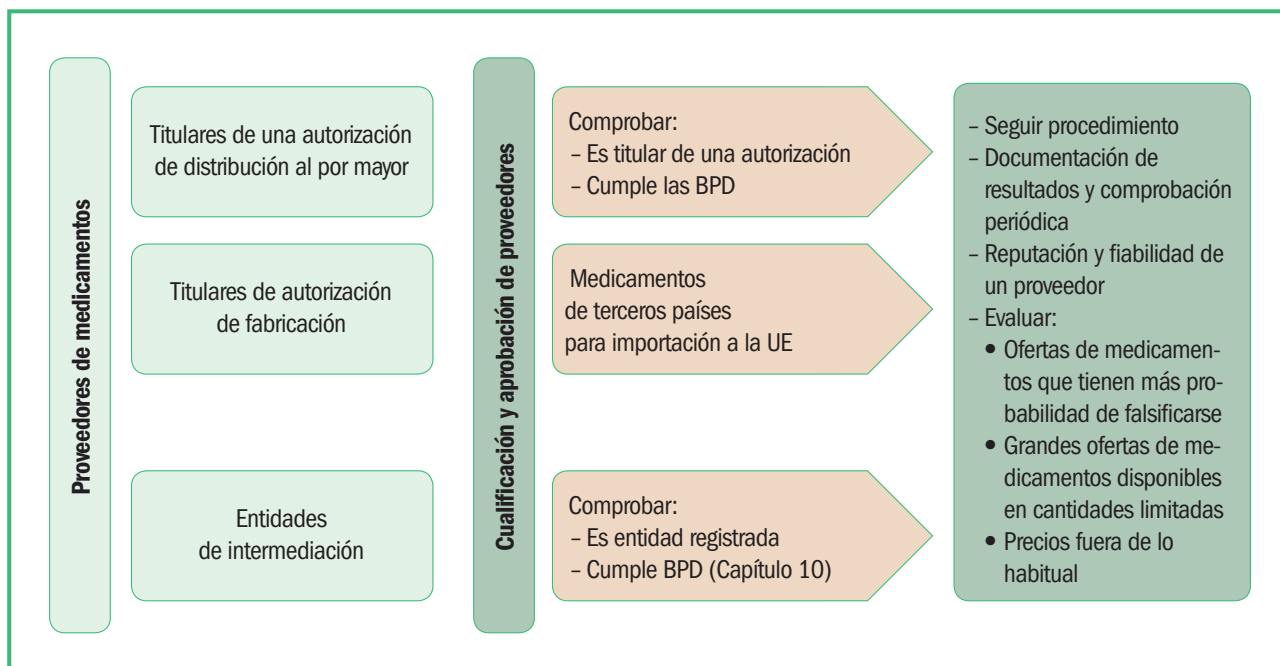 Proveedores de medicamentos
Titulares de una autorización
de distribución al por mayor
Titulares de autorización
de fabricación
Entidades
de intermediación
Cualificación y aprobación de proveedores
Comprobar:
– Es titular de una autorización
– Cumple las BPD
Medicamentos
de terceros países
para importación a la UE
Comprobar:
– Es entidad registrada
– Cumple BPD (Capítulo 10)
– Seguir procedimiento
– Documentación de
resultados y comprobación
periódica
– Reputación y fiabilidad de
un proveedor
– Evaluar:
• Ofertas de medicamen-
tos que tienen más pro-
babilidad de falsificarse
• Grandes ofertas de me-
dicamentos disponibles
en cantidades limitadas
• Precios fuera de lo
habitual